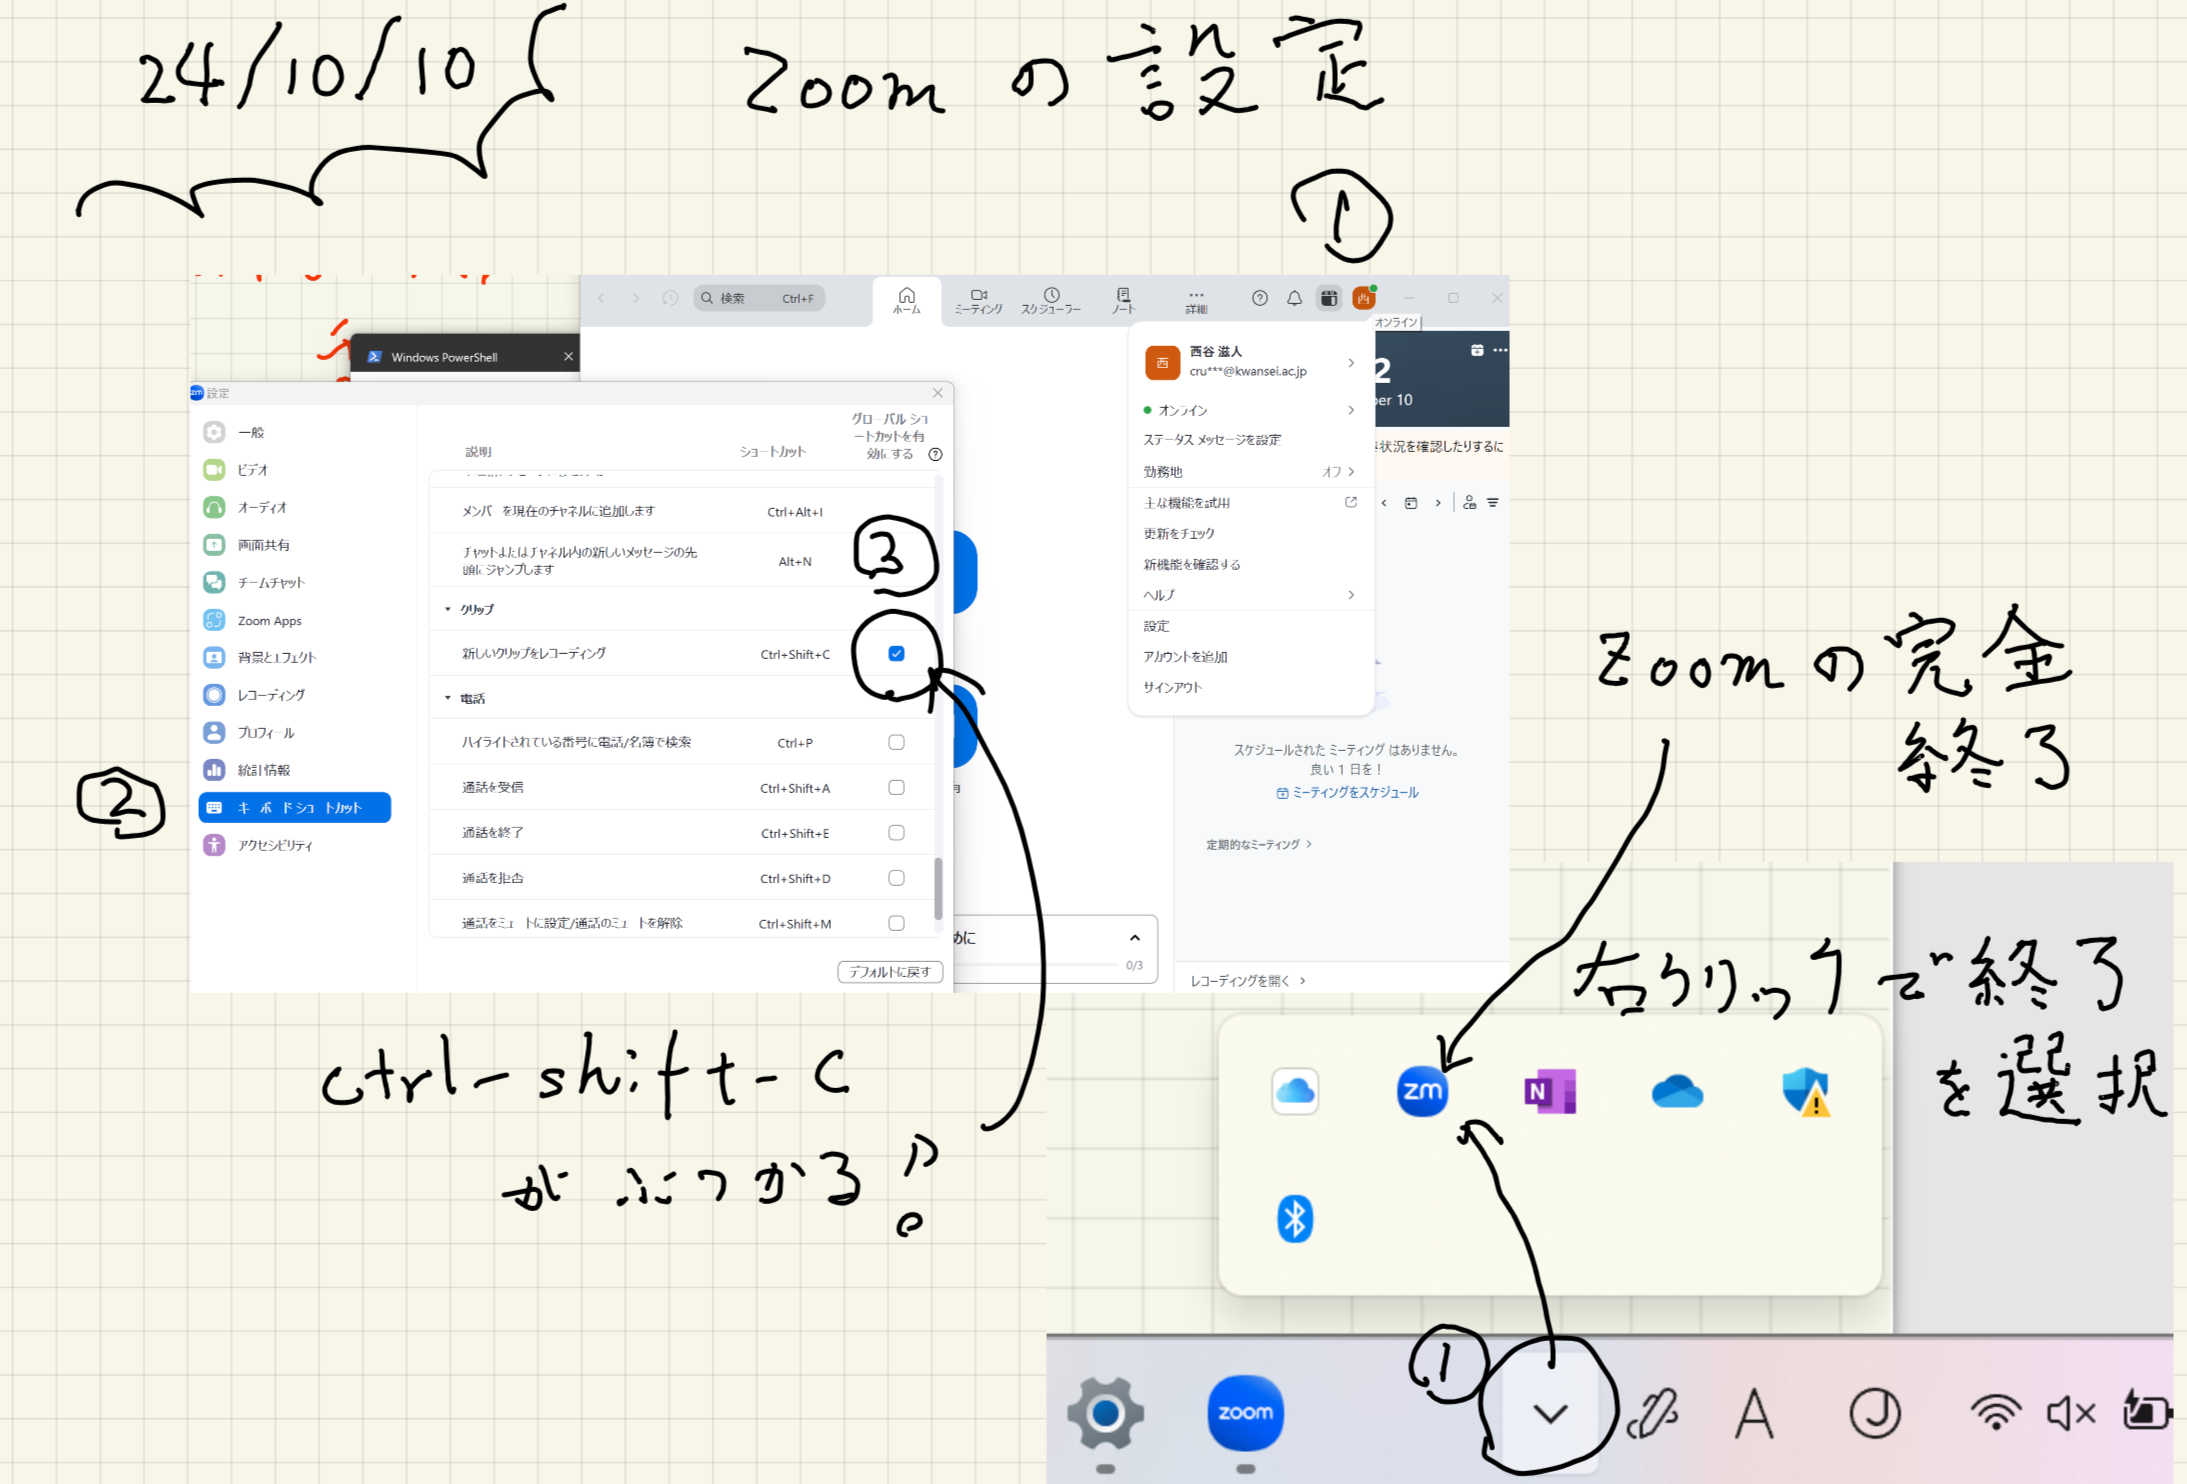 24/10/10
Zoomの設定
①
検索 Ctrl+F
ホーム
ミーティング
スケジューラー
ノート
詳細
西
オンライン
Windows PowerShell
西
西谷 滋人
cru***@kwansei.ac.jp
オンライン
ステータス メッセージを設定
勤務地 オフ
主な機能を試用
更新をチェック
新機能を確認する
ヘルプ
設定
アカウントを追加
サインアウト
2
ber 10
状況を確認したりするに
スケジュールされた ミーティング はありません。
良い 1 日を！
ミーティングをスケジュール
定期的なミーティング
レコーディングを開く
めに
0/3
zm 設定
一般
ビデオ
オーディオ
画面共有
チームチャット
Zoom Apps
背景とエフェクト
レコーディング
プロフィール
統計情報
②
キーボードショートカット
アクセシビリティ
説明
ショートカット
グローバル ショ
ートカットを有
効にする
メンバーを現在のチャネルに追加します Ctrl+Alt+I
③
チャットまたはチャネル内の新しいメッセージの先
頭にジャンプします Alt+N
クリップ
新しいクリップをレコーディング Ctrl+Shift+C
電話
ハイライトされている番号に電話/名簿で検索 Ctrl+P
通話を受信 Ctrl+Shift+A
通話を終了 Ctrl+Shift+E
通話を拒否 Ctrl+Shift+D
通話をミュートに設定/通話のミュートを解除 Ctrl+Shift+M
デフォルトに戻す
ctrl-shift-c
がぶつかる
Zoomの完全
終了
右クリックで終了
を選択
zm
N
①
zoom
A
J